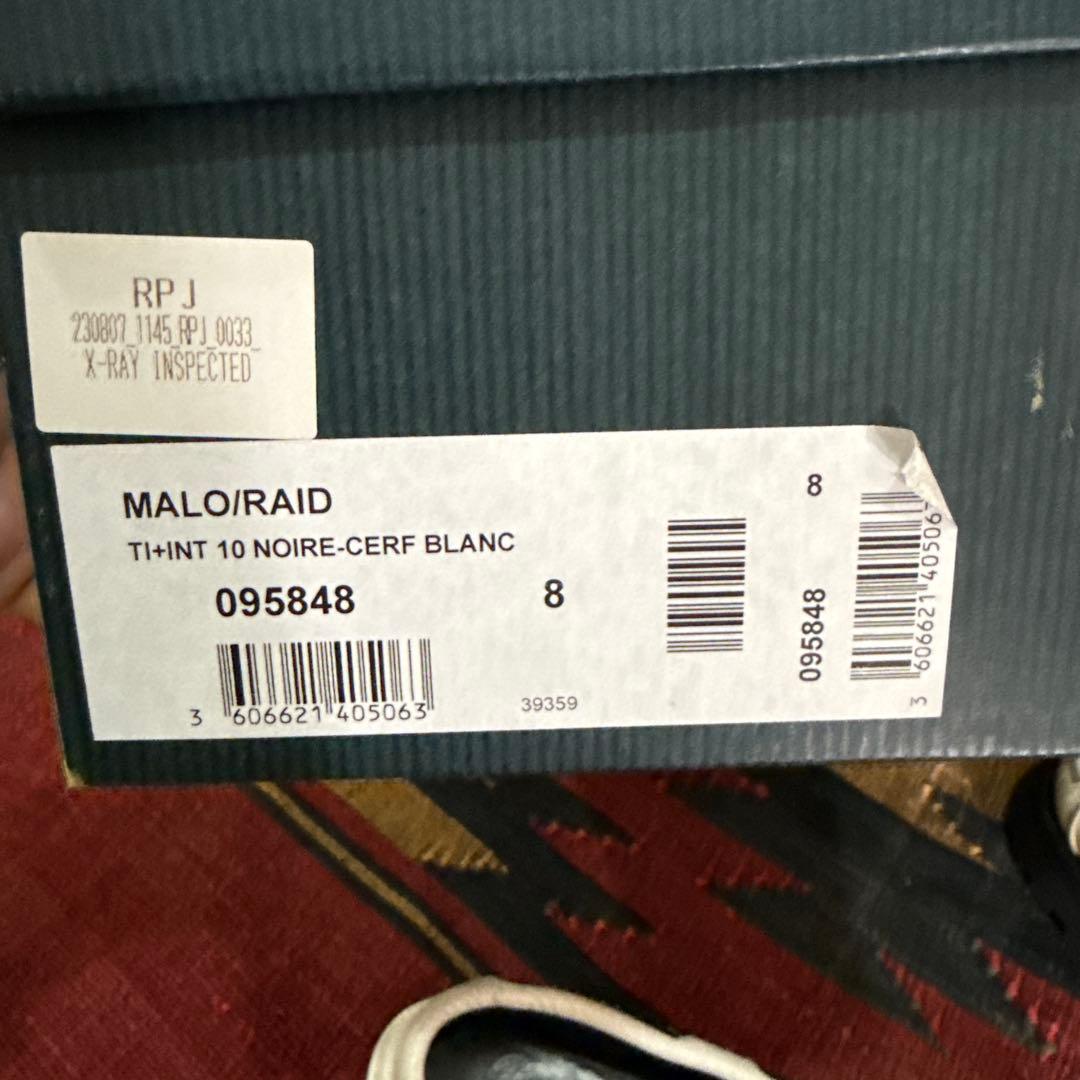 RPJ
230807_1145_RPJ_0033_
X-RAY INSPECTED
MALO/RAID
TI+INT 10 NOIRE-CERF BLANC
095848 8
3 606621 405063
39359
8
095848
3 606621 40506